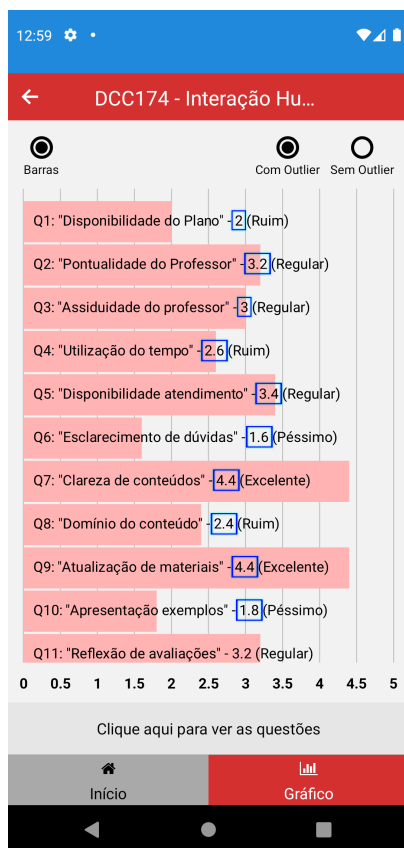 12:59
DCC174 - Interação Hu...
Barras
Com Outlier Sem Outlier
Q1: "Disponibilidade do Plano" - 2 (Ruim)
Q2: "Pontualidade do Professor" - 3.2 (Regular)
Q3: "Assiduidade do professor" - 3 (Regular)
Q4: "Utilização do tempo" - 2.6 (Ruim)
Q5: "Disponibilidade atendimento" - 3.4 (Regular)
Q6: "Esclarecimento de dúvidas" - 1.6 (Péssimo)
Q7: "Clareza de conteúdos" - 4.4 (Excelente)
Q8: "Domínio do conteúdo" - 2.4 (Ruim)
Q9: "Atualização de materiais" - 4.4 (Excelente)
Q10: "Apresentação exemplos" - 1.8 (Péssimo)
Q11: "Reflexão de avaliações" - 3.2 (Regular)
0 0.5 1 1.5 2 2.5 3 3.5 4 4.5 5
Clique aqui para ver as questões
Início Gráfico